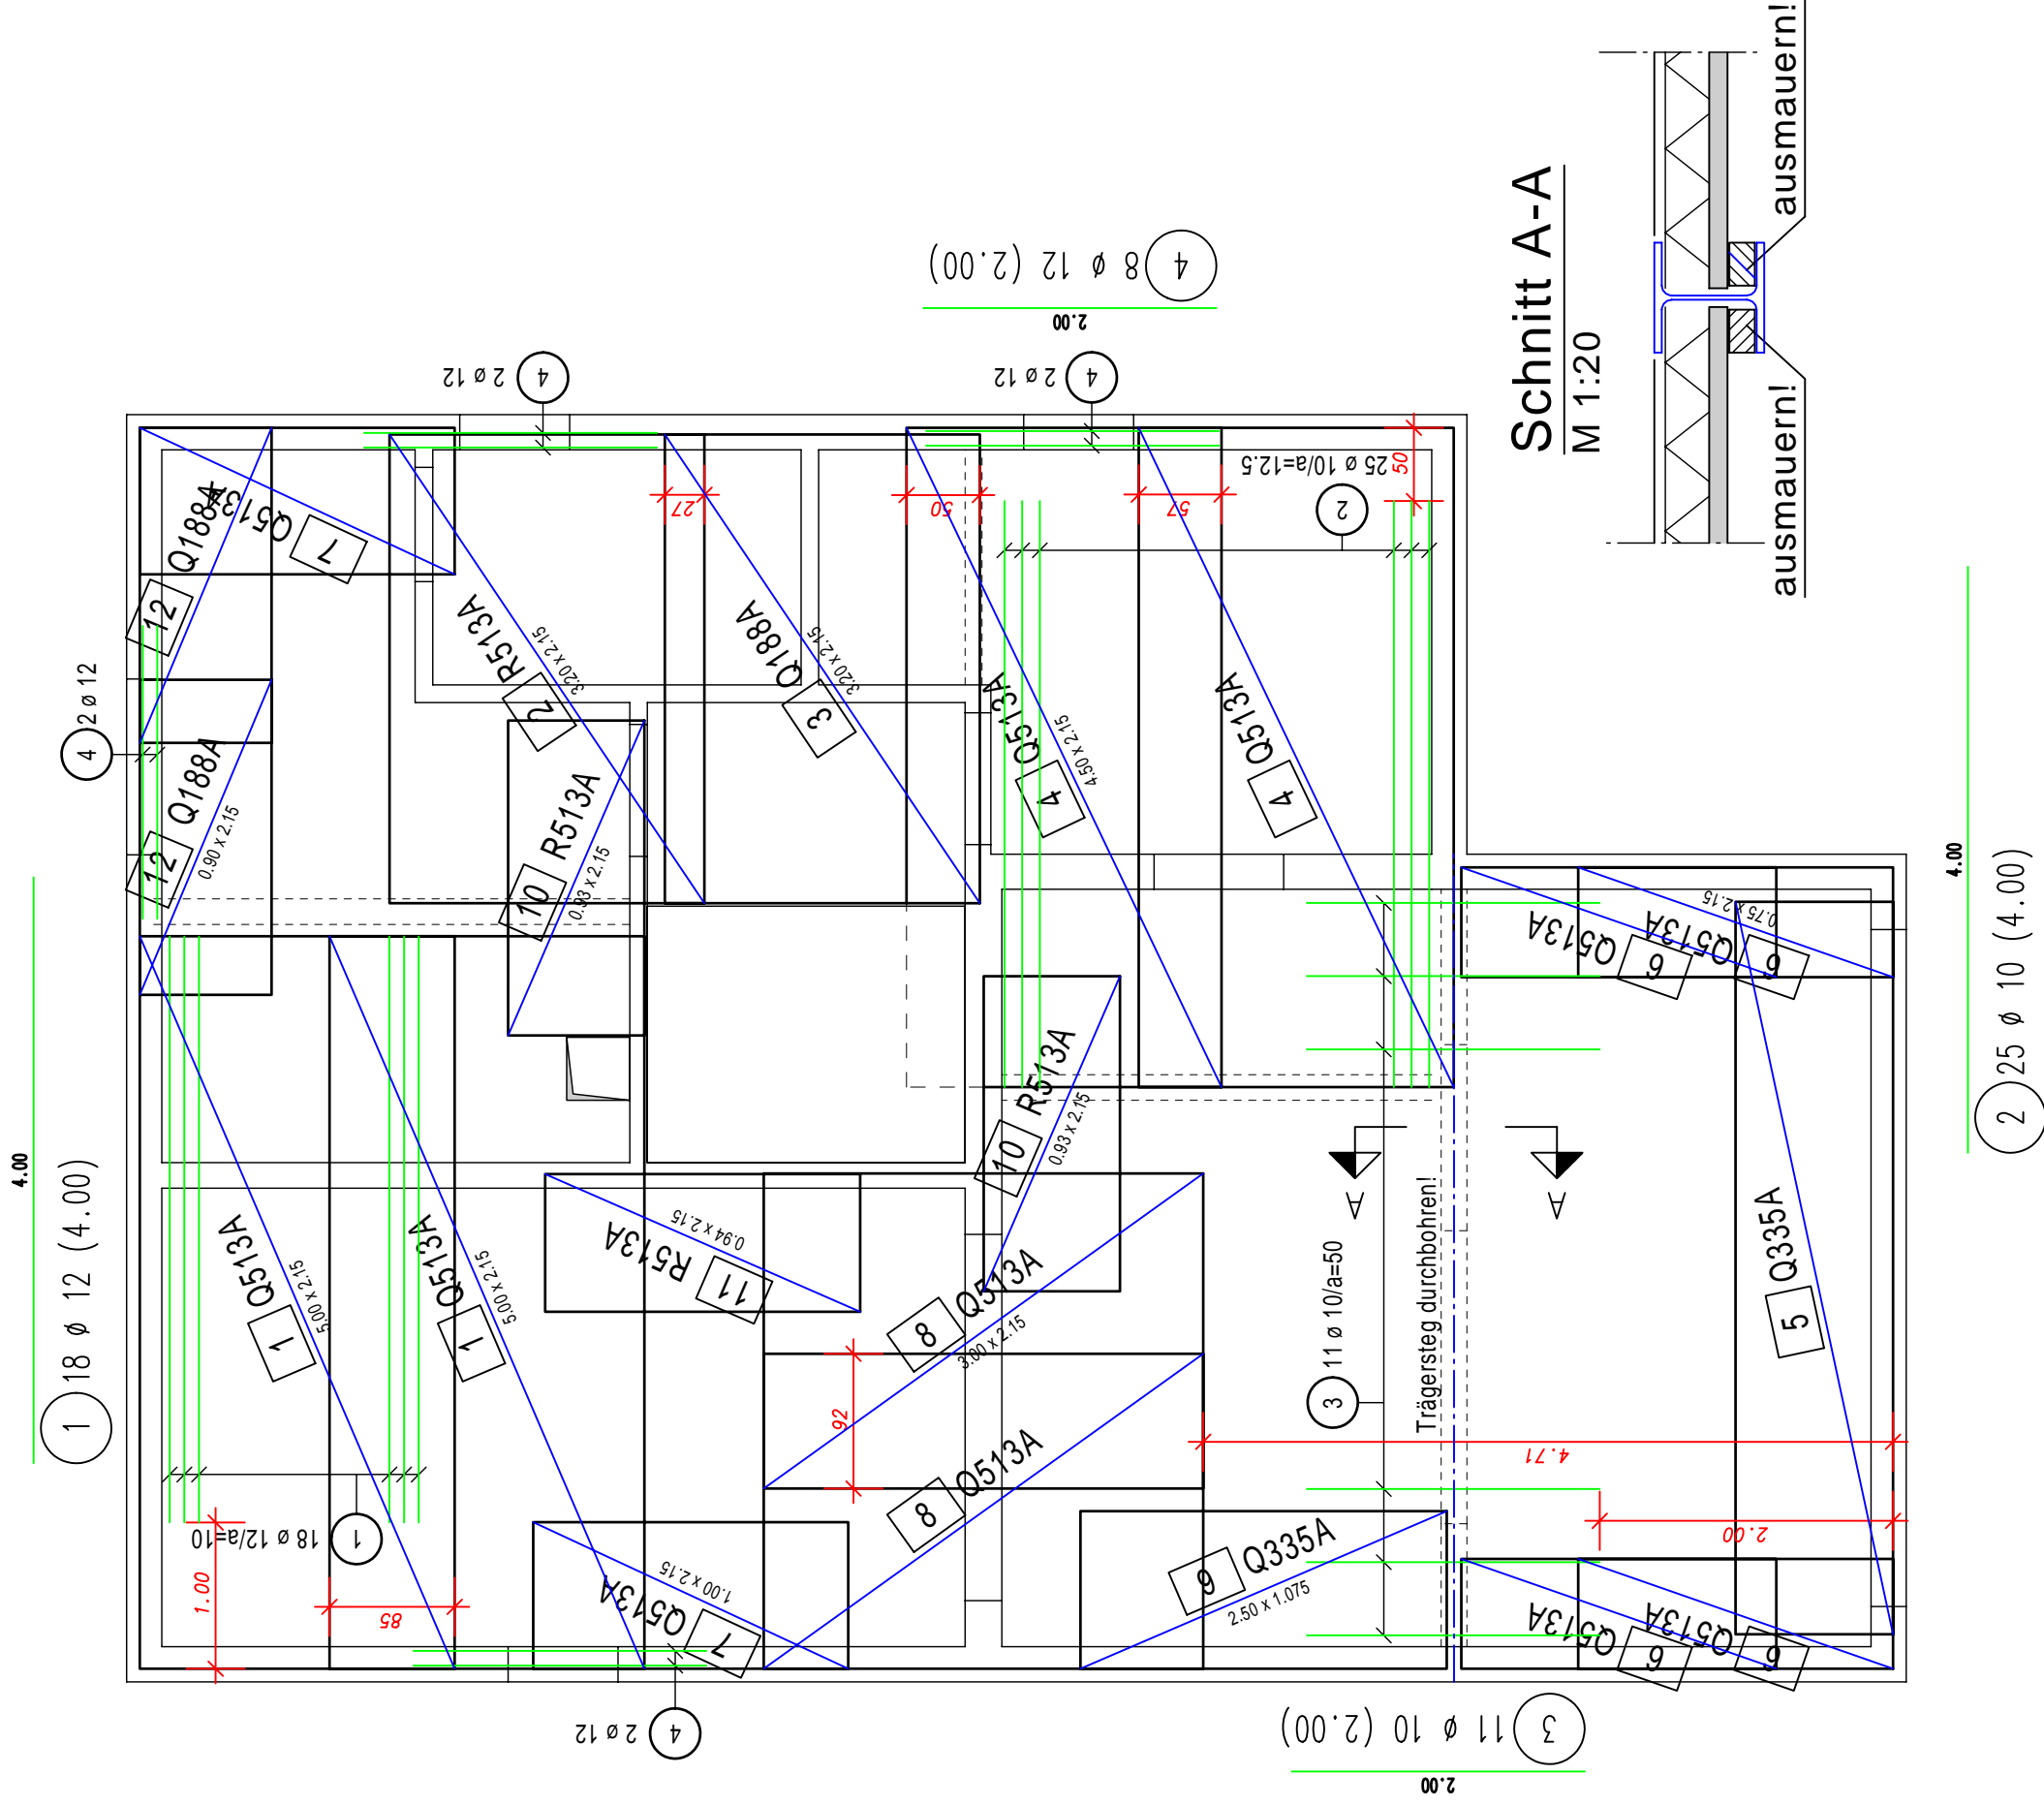 4 8 ø 12 (2.00)
2.00
Schnitt A-A
M 1:20
ausmauern!
ausmauern!
4 2 ø 12
4 2 ø 12
4 2 ø 12
12 Q188A
7 Q513A
2 R513A
3.20 x 2.15
27
3 Q188A
3.20 x 2.15
50
57
25 ø 10/a=12.5
2
50
12 Q188A
0.90 x 2.15
10 R513A
0.93 x 2.15
4 Q513A
4.50 x 2.15
4 Q513A
6 Q513A
6 Q513A
0.75 x 2.15
4.00
2 25 ø 10 (4.00)
4.00
1 18 ø 12 (4.00)
1 Q513A
5.00 x 2.15
1 Q513A
5.00 x 2.15
11 R513A
0.94 x 2.15
10 R513A
0.93 x 2.15
A
A
Trägersteg durchbohren!
3 11 ø 10/a=50
5 Q335A
8 Q513A
3.00 x 2.15
92
8 Q513A
4.71
2.00
1 18 ø 12/a=10
1.00
85
7 Q513A
1.00 x 2.15
9 Q335A
2.50 x 1.075
6 Q513A
6 Q513A
4 2 ø 12
3 11 ø 10 (2.00)
2.00